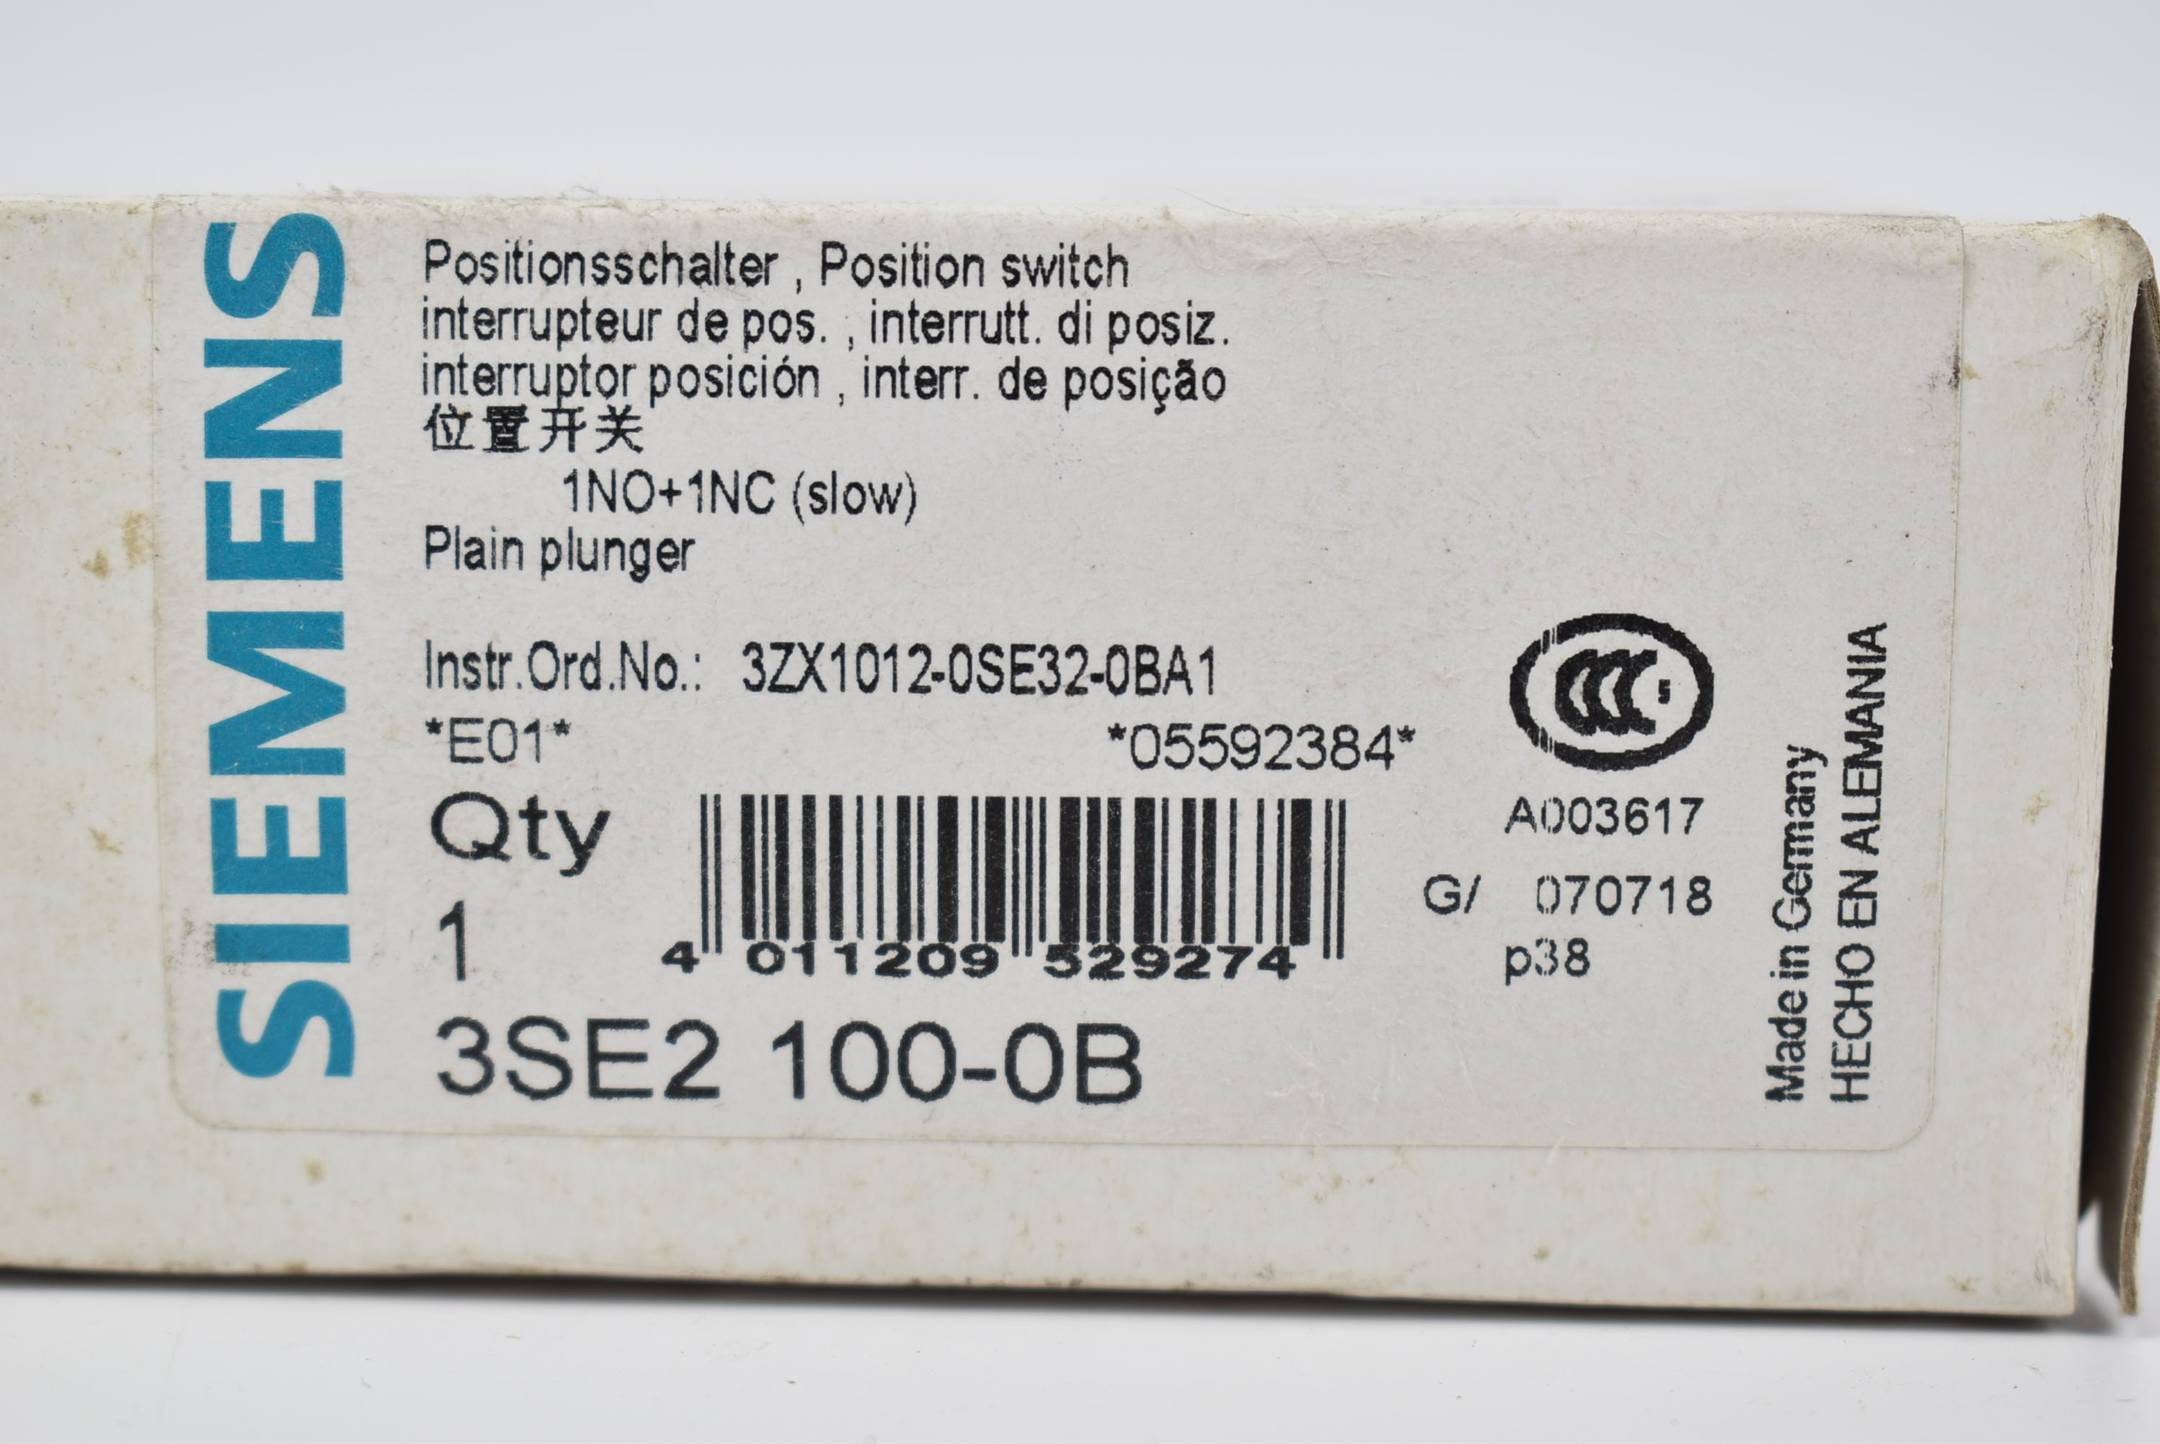 SIEMENS
Positionsschalter , Position switch
interrupteur de pos. , interrutt. di posiz.
interruptor posición , interr. de posição
位置开关
1NO+1NC (slow)
Plain plunger
Instr.Ord.No.: 3ZX1012-0SE32-0BA1
*E01* *05592384*
Qty
1
4 011209 529274
3SE2 100-0B
CCC S
A003617
G/ 070718
p38
Made in Germany
HECHO EN ALEMANIA